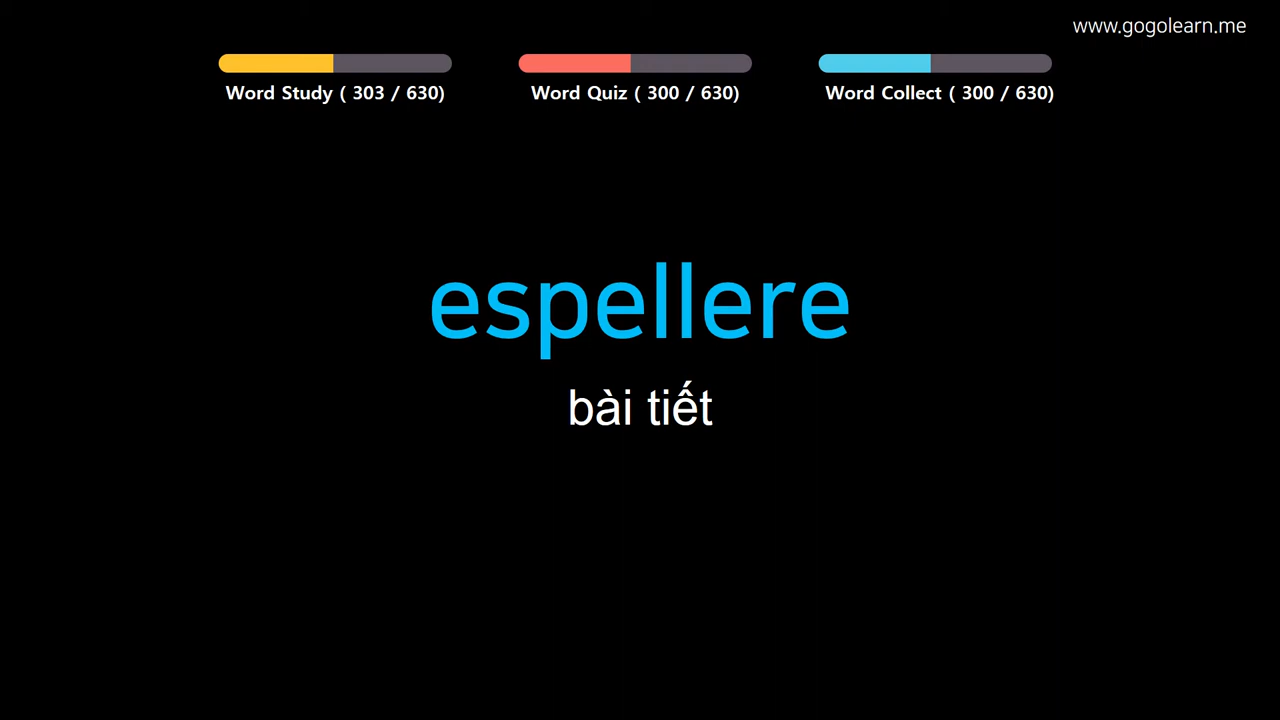 www.gogolearn.me
Word Study ( 303 / 630)
Word Quiz ( 300 / 630)
Word Collect ( 300 / 630)
espellere
bài tiết